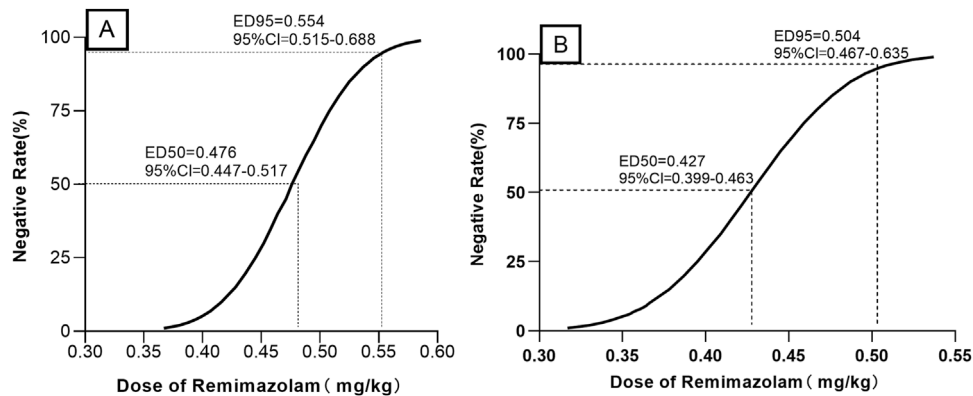 A
ED95=0.554
95%CI=0.515-0.688
100
75
50
25
0
ED50=0.476
95%CI=0.447-0.517
Negative Rate(%)
0.30 0.35 0.40 0.45 0.50 0.55 0.60
Dose of Remimazolam( mg/kg)
B
ED95=0.504
95%CI=0.467-0.635
100
75
50
25
0
ED50=0.427
95%CI=0.399-0.463
Negative Rate(%)
0.30 0.35 0.40 0.45 0.50 0.55
Dose of Remimazolam( mg/kg)